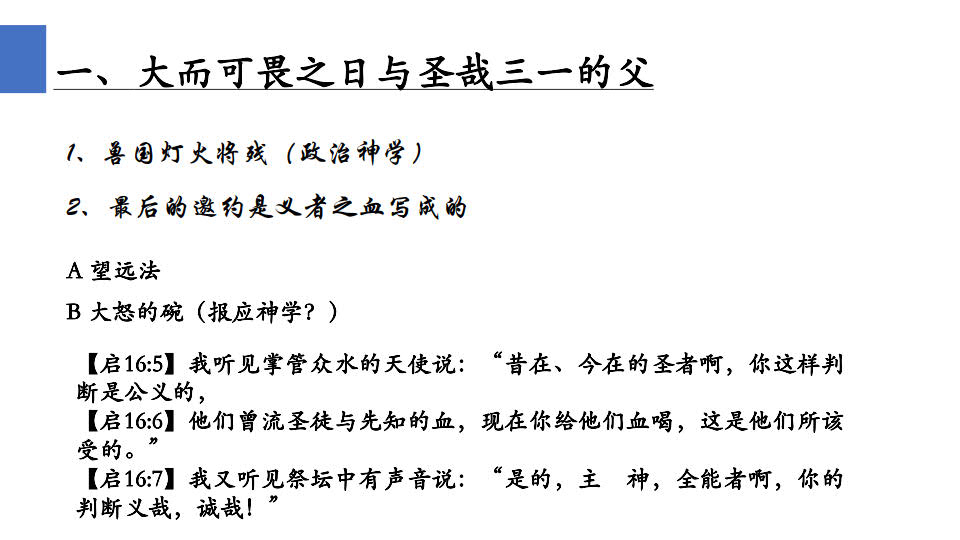 一、大而可畏之日与圣哉三一的父
1、兽国灯火将残（政治神学）
2、最后的邀约是义者之血写成的
A 望远法
B 大怒的碗（报应神学？）
【启16:5】我听见掌管众水的天使说：“昔在、今在的圣者啊，你这样判
断是公义的，
【启16:6】他们曾流圣徒与先知的血，现在你给他们血喝，这是他们所该
受的。”
【启16:7】我又听见祭坛中有声音说：“是的，主　神，全能者啊，你的
判断义哉，诚哉！”